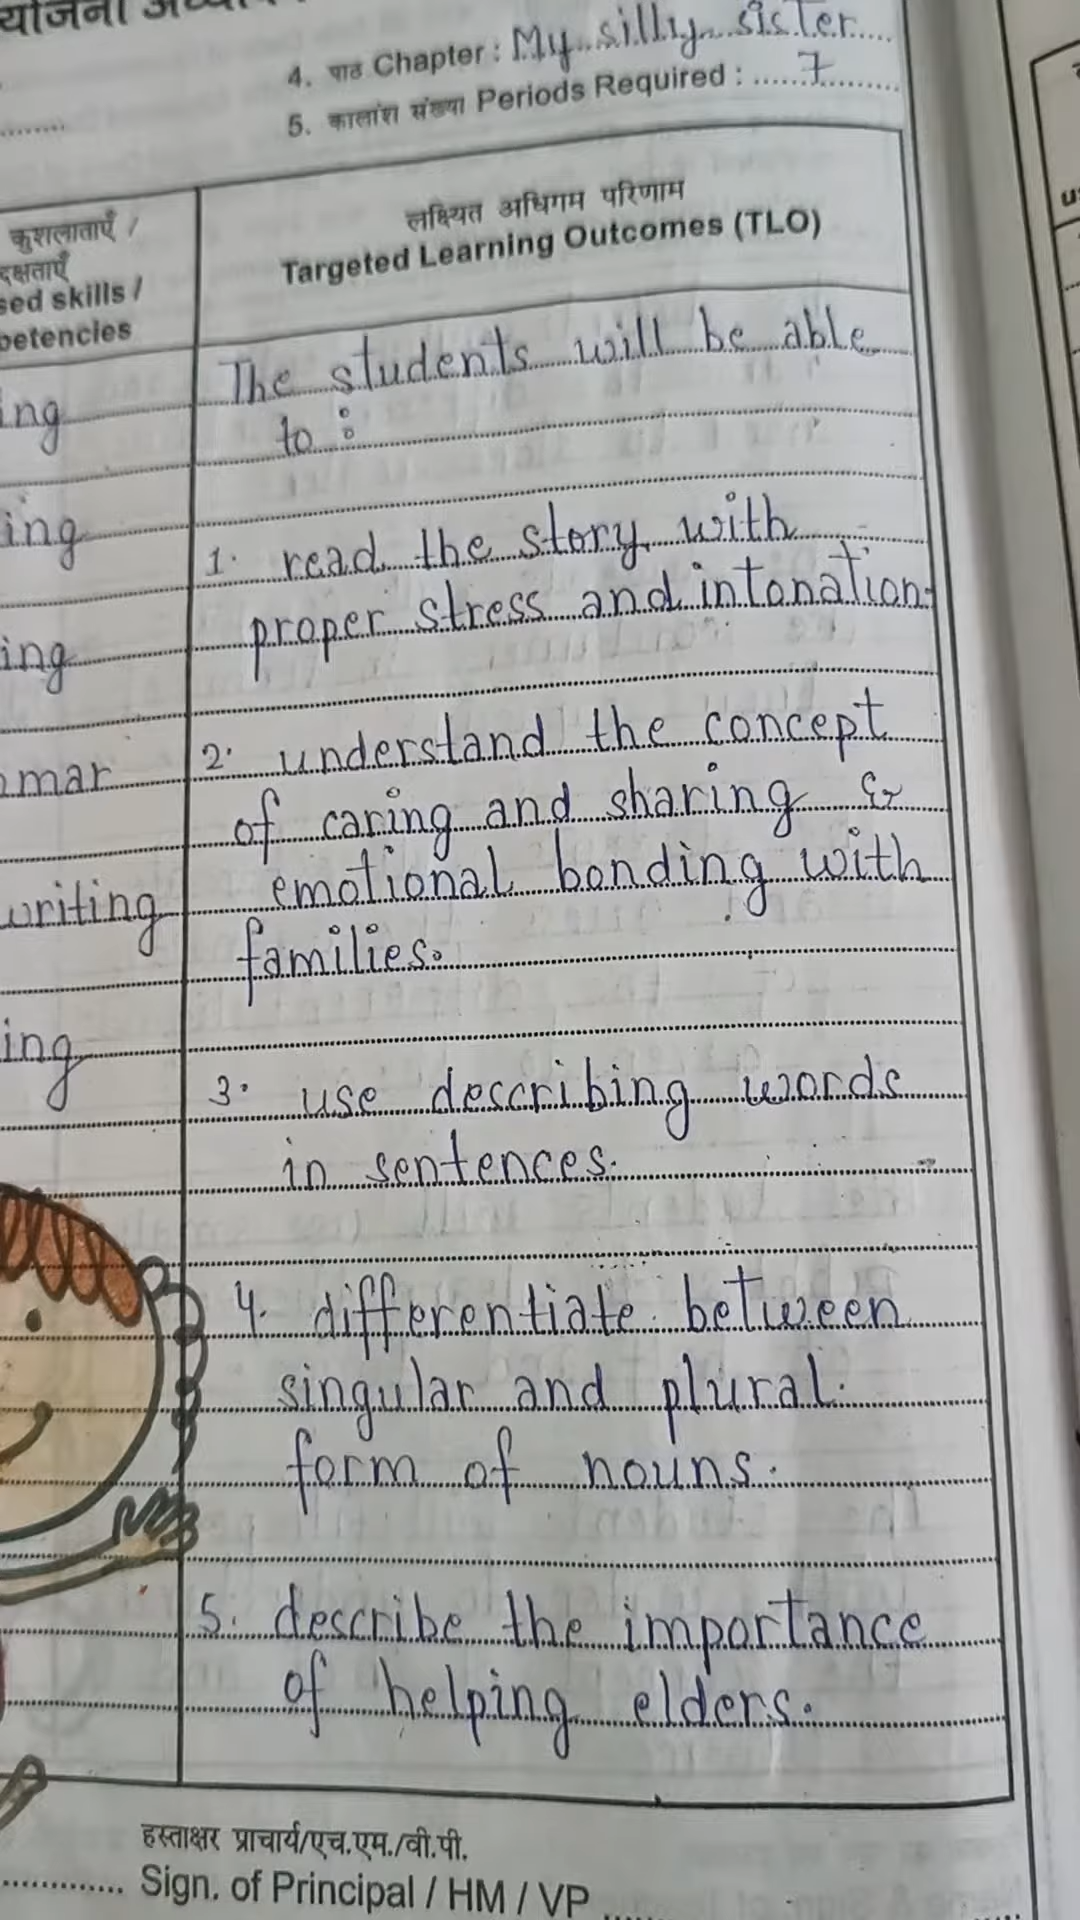 योजना
4. पाठ Chapter : My silly sister
5. कालांश संख्या Periods Required : 7
कुशलताएँ /
दक्षताएँ
sed skills /
petencies
लक्ष्यित अधिगम परिणाम
Targeted Learning Outcomes (TLO)
ing
ing
ing
mar
writing
ing
The students will be able
to :
1. read the story with
proper stress and intonation.
2. understand the concept
of caring and sharing &
emotional bonding with
families.
3. use describing words
in sentences.
4. differentiate between
singular and plural
form of nouns.
5. describe the importance
of helping elders.
हस्ताक्षर प्राचार्य/एच.एम./वी.पी.
Sign. of Principal / HM / VP